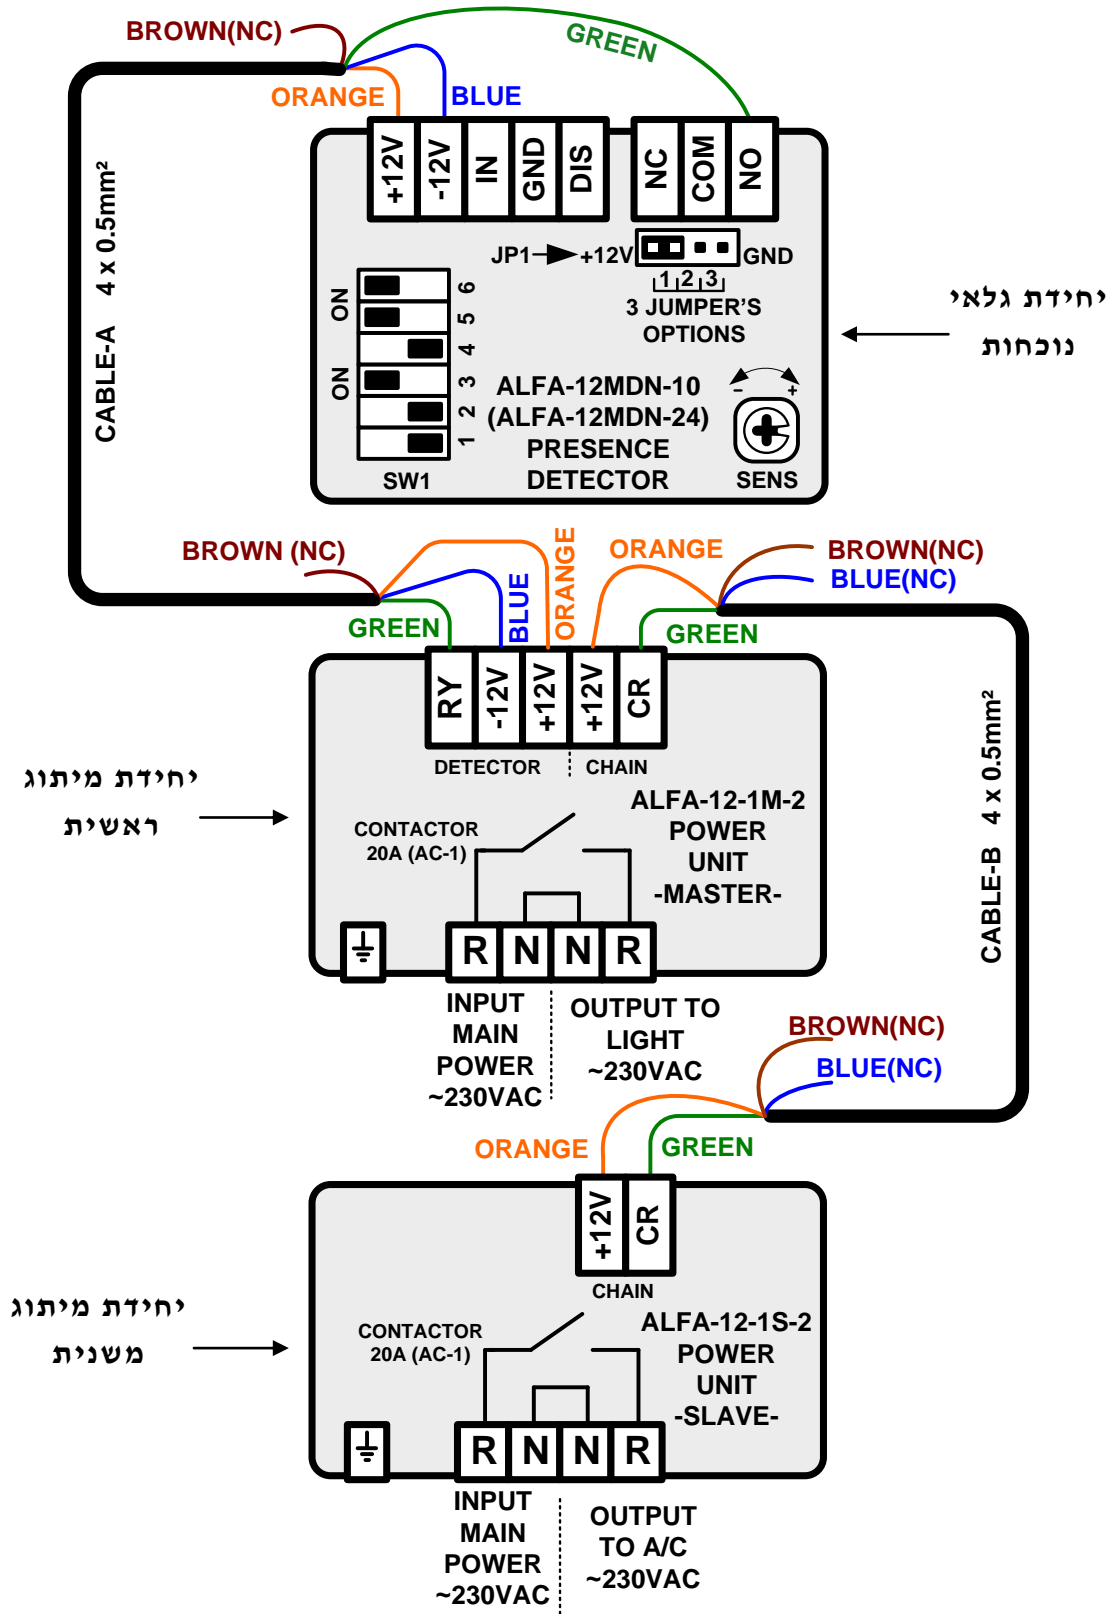 BROWN(NC)
GREEN
ORANGE
BLUE
+12V
-12V
IN
GND
DIS
NC
COM
NO
JP1
+12V
GND
1 2 3
3 JUMPER'S
OPTIONS
ON
ON
6
5
4
3
2
1
SW1
ALFA-12MDN-10
(ALFA-12MDN-24)
PRESENCE
DETECTOR
- +
SENS
יחידת גלאי
נוכחות
CABLE-A 4 x 0.5mm²
BROWN (NC)
GREEN
BLUE
ORANGE
ORANGE
GREEN
BROWN(NC)
BLUE(NC)
RY
-12V
+12V
+12V
CR
DETECTOR
CHAIN
יחידת מיתוג
ראשית
CONTACTOR
20A (AC-1)
ALFA-12-1M-2
POWER
UNIT
-MASTER-
R N N R
INPUT
MAIN
POWER
~230VAC
OUTPUT TO
LIGHT
~230VAC
CABLE-B 4 x 0.5mm²
BROWN(NC)
BLUE(NC)
ORANGE
GREEN
+12V
CR
CHAIN
יחידת מיתוג
משנית
CONTACTOR
20A (AC-1)
ALFA-12-1S-2
POWER
UNIT
-SLAVE-
R N N R
INPUT
MAIN
POWER
~230VAC
OUTPUT
TO A/C
~230VAC